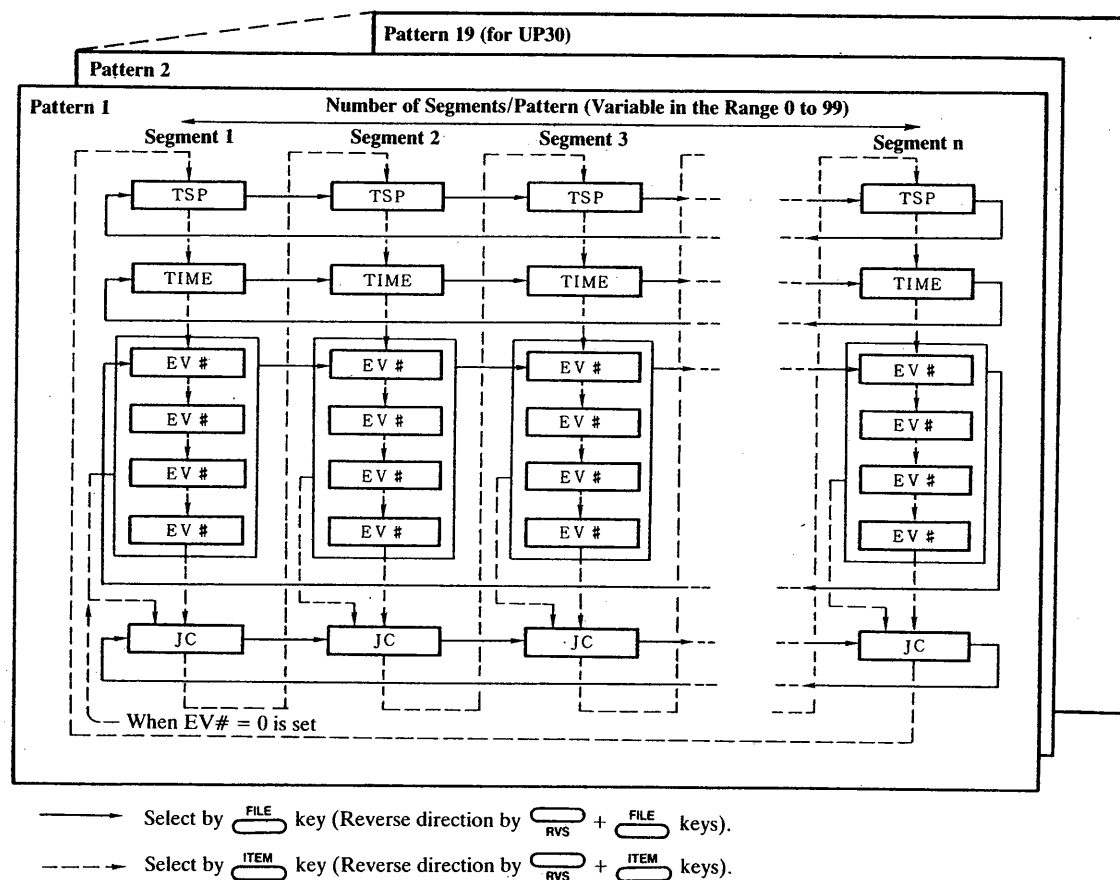 Pattern 19 (for UP30)
Pattern 2
Pattern 1
Number of Segments/Pattern (Variable in the Range 0 to 99)
Segment 1 Segment 2 Segment 3 Segment n
TSP TSP TSP TSP
TIME TIME TIME TIME
EV # EV # EV # EV #
EV # EV # EV # EV #
EV # EV # EV # EV #
EV # EV # EV # EV #
JC JC JC JC
When EV# = 0 is set
Select by FILE key (Reverse direction by RVS + FILE keys).
Select by ITEM key (Reverse direction by RVS + ITEM keys).